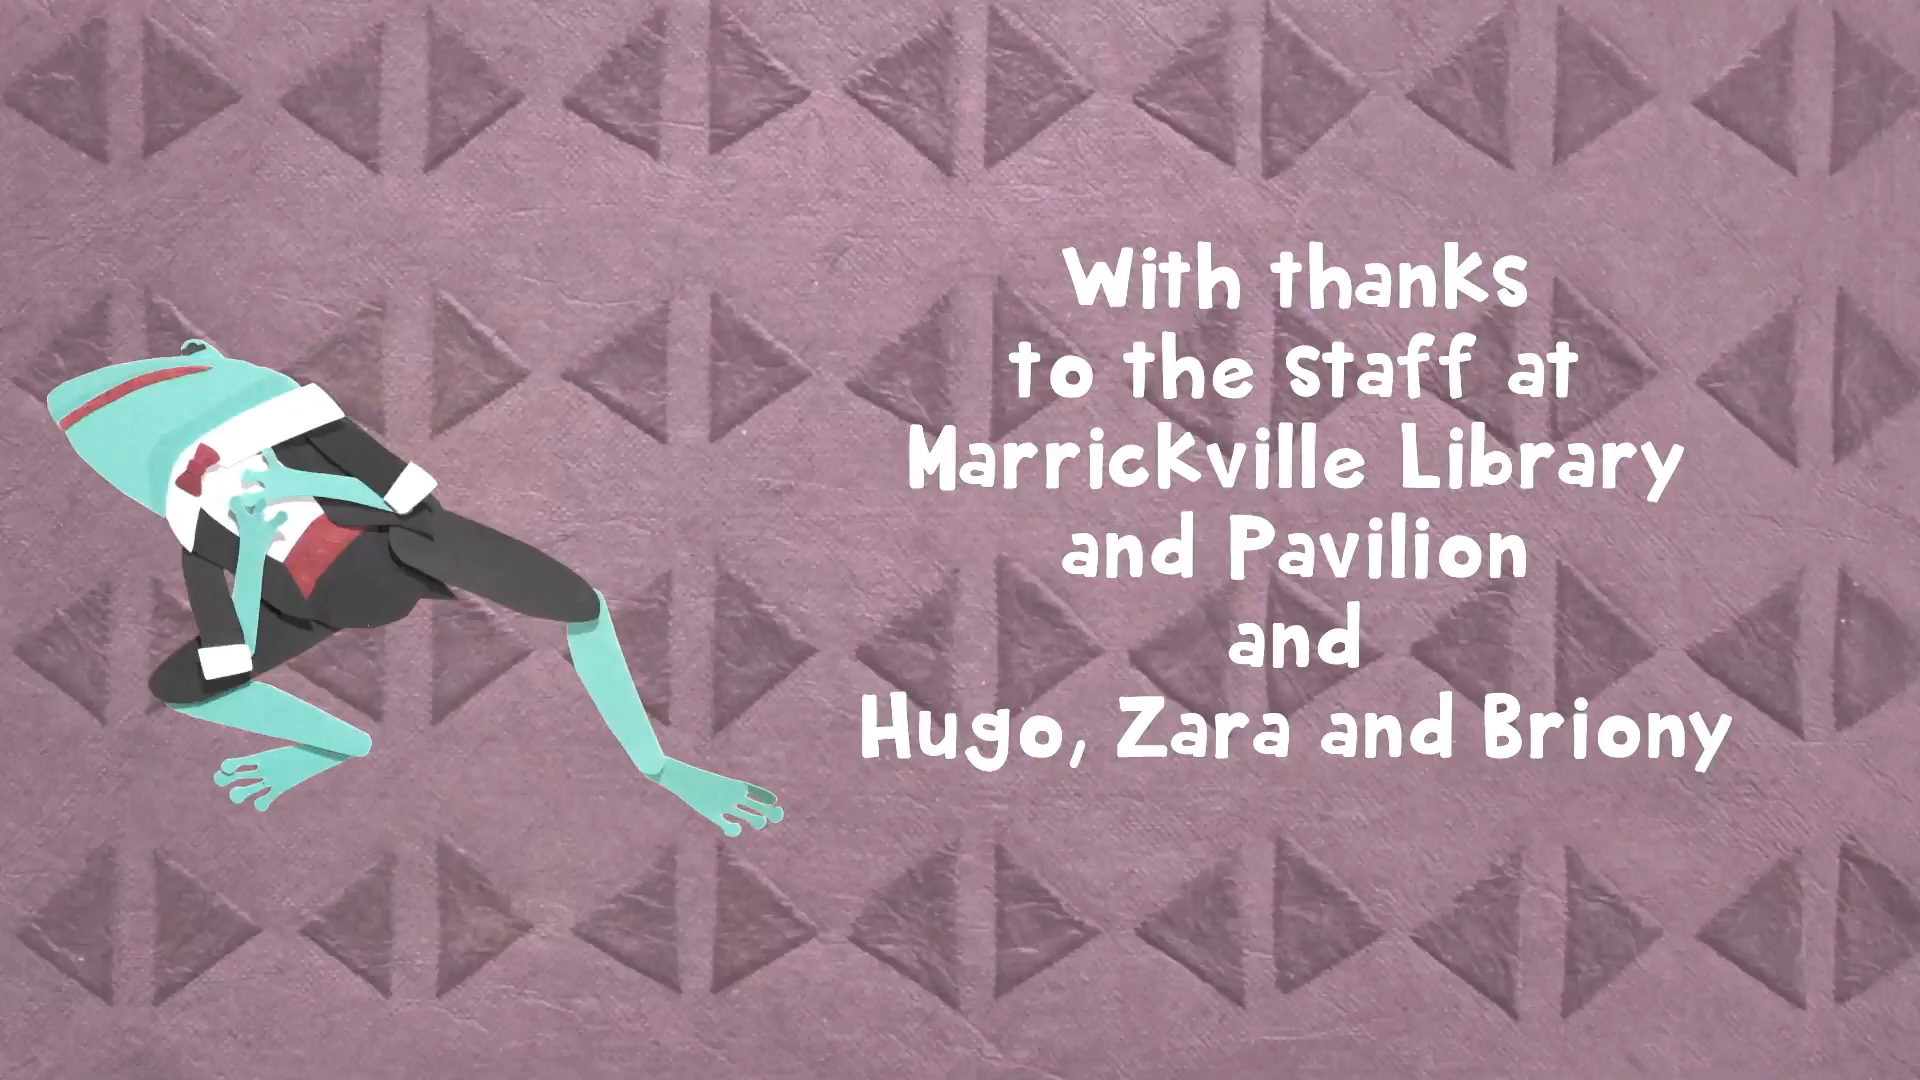 With thanks
to the staff at
Marrickville Library
and Pavilion
and
Hugo, Zara and Briony